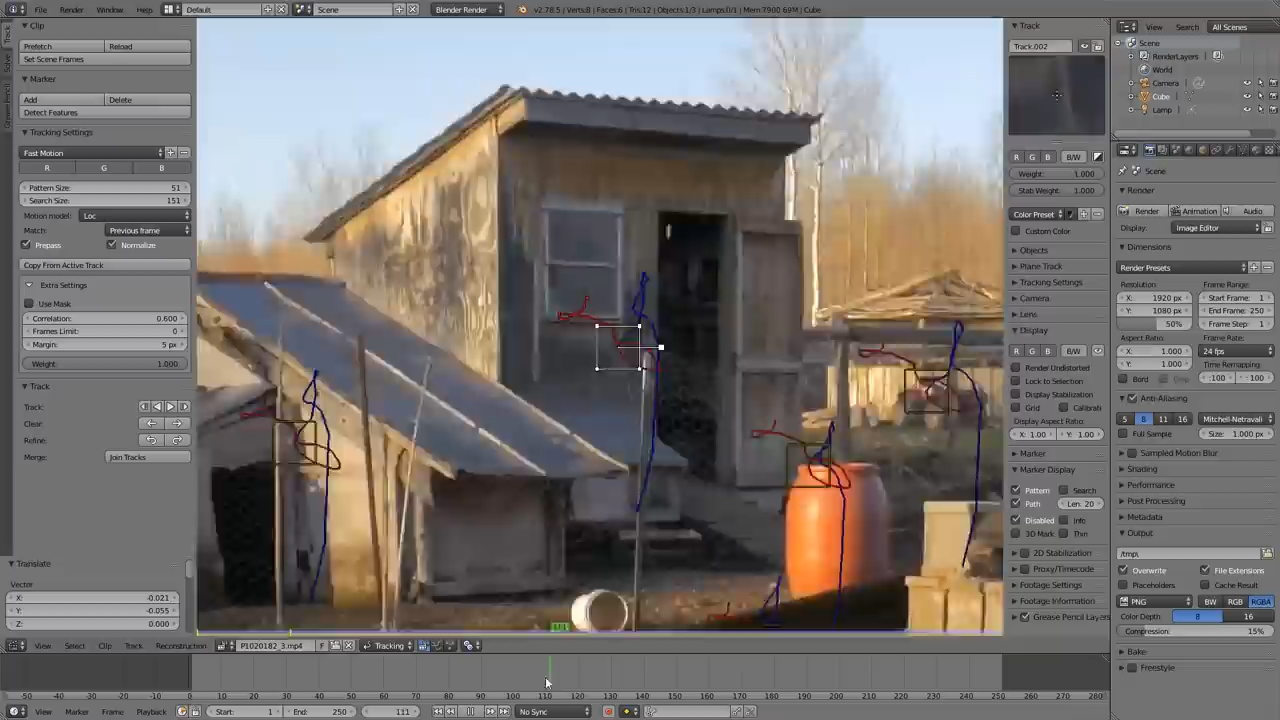 File Window Help Default Scene Blender Render v2.78.5 | Verts:8 | Faces:6 | Tris:12 | Objects:1/3 | Lamps:0/1 | Mem:7900.69M | Cube
Clip
Prefetch Reload
Set Scene Frames
Marker
Add Delete
Detect Features
Tracking Settings
Fast Motion
R G B
Pattern Size: 51
Search Size: 151
Motion model: Loc
Match: Previous frame
Prepass Normalize
Copy From Active Track
Extra Settings
Use Mask
Correlation: 0.600
Frames Limit: 0
Margin: 5 px
Weight: 1.000
Track
Track:
Clear:
Refine:
Merge: Join Tracks
Translate
Vector
X: -0.021
Y: -0.055
Z: 0.000
Track Solve Grease Pencil
Track
Track.002
R G B B/W
Weight: 1.000
Stab Weight: 1.000
Color Preset
Custom Color
Objects
Plane Track
Tracking Settings
Camera
Lens
Display
R G B B/W
Render Undistorted
Lock to Selection
Display Stabilization
Grid Calibrati
Display Aspect Ratio:
X: 1.00 Y: 1.00
Marker
Marker Display
Pattern Search
Path Len: 20
Disabled Info
3D Mark Thin
2D Stabilization
Proxy/Timecode
Footage Settings
Footage Information
Grease Pencil Layers
View Search All Scenes
Scene
RenderLayers
World
Camera
Cube
Lamp
Scene
Render
Render Animation Audio
Display: Image Editor
Dimensions
Render Presets
Resolution: Frame Range:
X: 1920 px Start Frame: 1
Y: 1080 px End Frame: 250
50% Frame Step: 1
Aspect Ratio: Frame Rate:
X: 1.000 24 fps
Y: 1.000 Time Remapping:
Bord :100 :100
Anti-Aliasing
5 8 11 16 Mitchell-Netravali
Full Sample Size: 1.000 px
Sampled Motion Blur
Shading
Performance
Post Processing
Metadata
Output
/tmp\
Overwrite File Extensions
Placeholders Cache Result
PNG BW RGB RGBA
Color Depth: 8 16
Compression: 15%
Bake
Freestyle
View Select Clip Track Reconstruction P1020182_3.mp4 F Tracking
-50 -40 -30 -20 -10 0 10 20 30 40 50 60 70 80 90 100 110 120 130 140 150 160 170 180 190 200 210 220 230 240 250 260 270 280
View Marker Frame Playback Start: 1 End: 250 111 No Sync